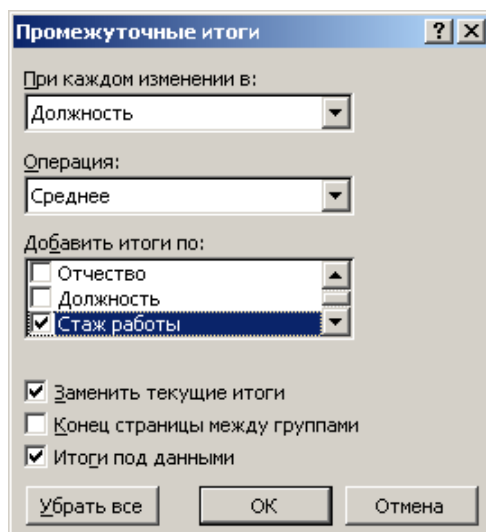 Промежуточные итоги
При каждом изменении в:
Должность
Операция:
Среднее
Добавить итоги по:
Отчество
Должность
Стаж работы
Заменить текущие итоги
Конец страницы между группами
Итоги под данными
Убрать все ОК Отмена